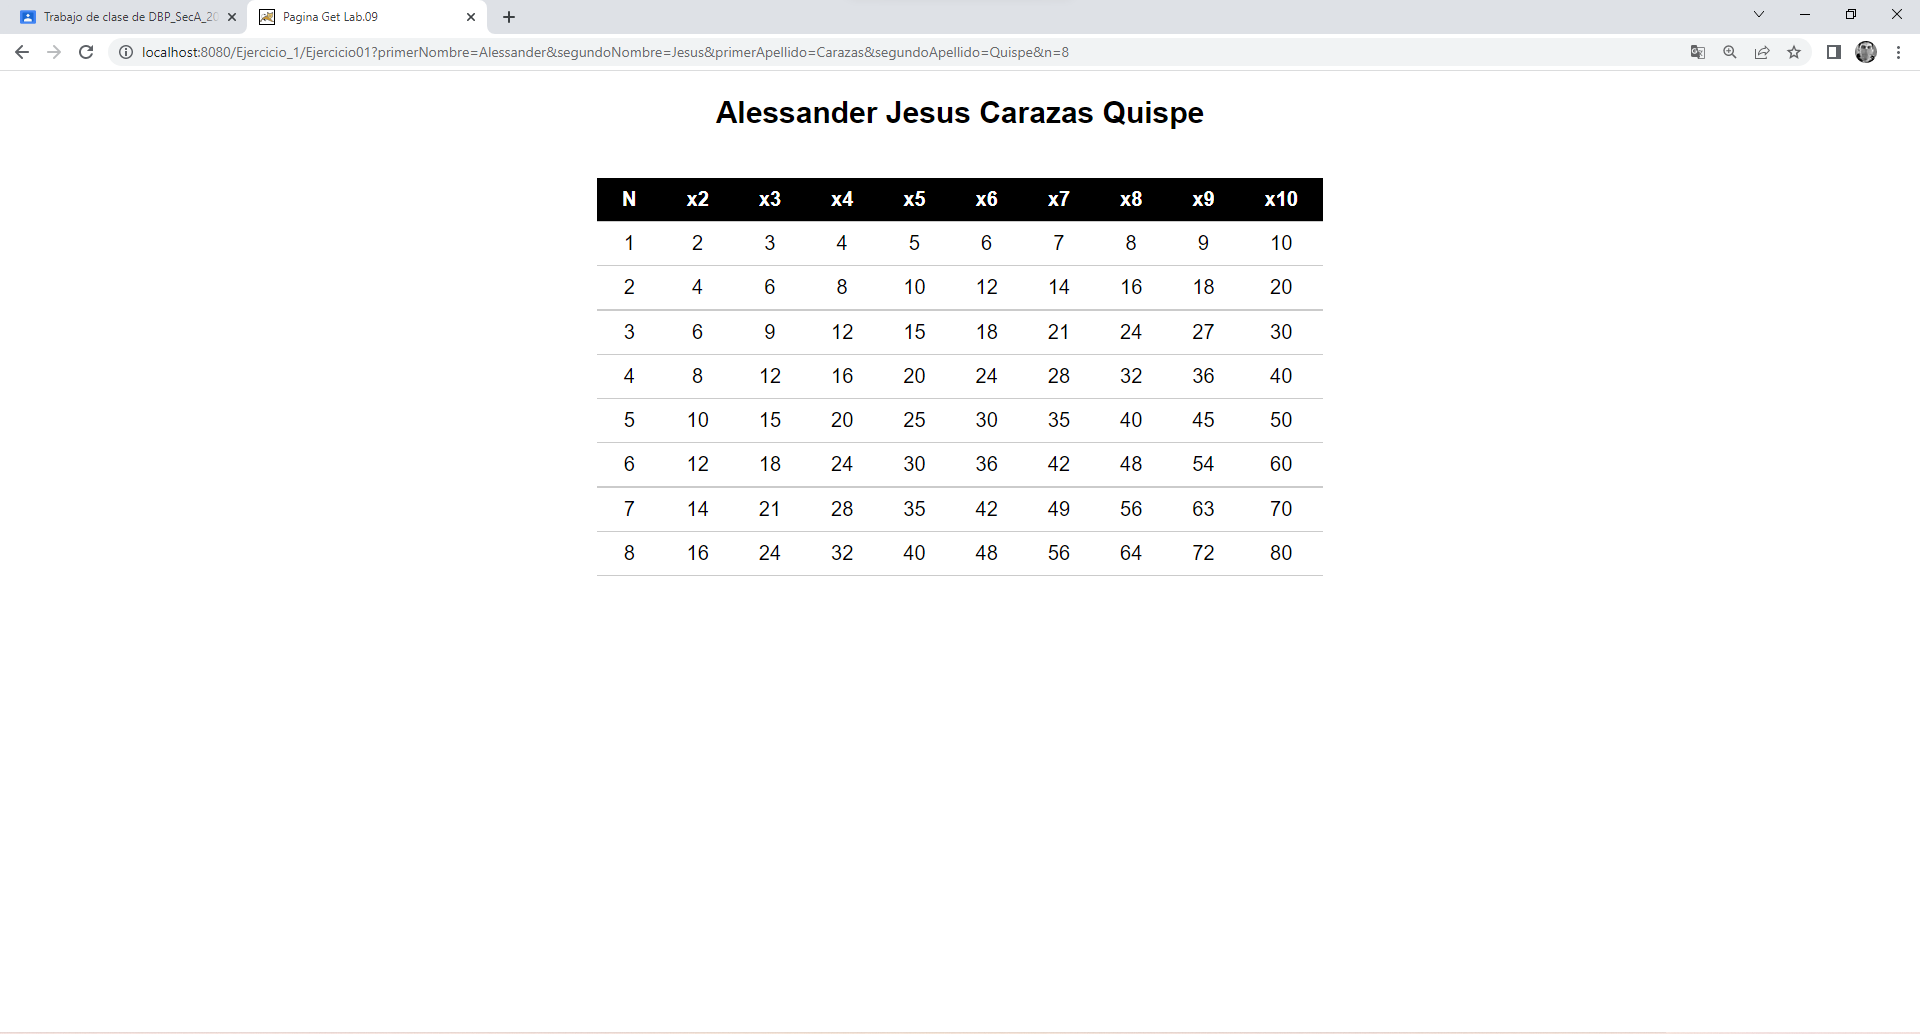 Trabajo de clase de DBP_SecA_20
Pagina Get Lab.09
localhost:8080/Ejercicio_1/Ejercicio01?primerNombre=Alessander&segundoNombre=Jesus&primerApellido=Carazas&segundoApellido=Quispe&n=8
Alessander Jesus Carazas Quispe
N x2 x3 x4 x5 x6 x7 x8 x9 x10
1 2 3 4 5 6 7 8 9 10
2 4 6 8 10 12 14 16 18 20
3 6 9 12 15 18 21 24 27 30
4 8 12 16 20 24 28 32 36 40
5 10 15 20 25 30 35 40 45 50
6 12 18 24 30 36 42 48 54 60
7 14 21 28 35 42 49 56 63 70
8 16 24 32 40 48 56 64 72 80